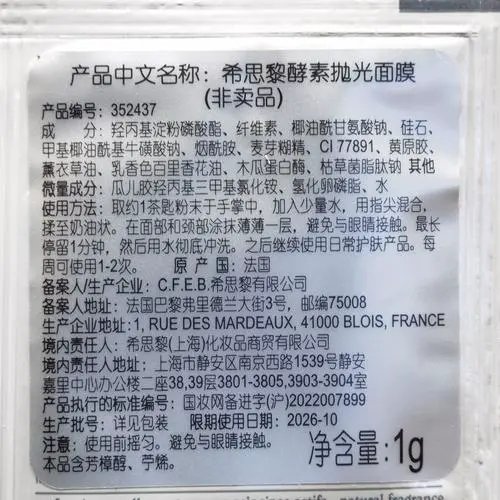 产品中文名称：希思黎酵素抛光面膜
(非卖品)
产品编号：352437
成 分：羟丙基淀粉磷酸酯、纤维素、椰油酰甘氨酸钠、硅石、
甲基椰油酰基牛磺酸钠、烟酰胺、麦芽糊精、CI 77891、黄原胶、
薰衣草油、乳香色百里香花油、木瓜蛋白酶、枯草菌脂肽钠 其他
微量成分：瓜儿胶羟丙基三甲基氯化铵、氢化卵磷脂、水
使用方法：取约1茶匙粉末于手掌中，加入少量水，用指尖混合，
揉至奶油状。在面部和颈部涂抹薄薄一层，避免与眼睛接触。最长
停留1分钟，然后用水彻底冲洗。之后继续使用日常护肤产品。每
周可使用1-2次。 原 产 国：法国
备案人/生产企业：C.F.E.B.希思黎有限公司
备案人地址：法国巴黎弗里德兰大街3号，邮编75008
生产企业地址:1, RUE DES MARDEAUX, 41000 BLOIS, FRANCE
境内责任人：希思黎(上海)化妆品商贸有限公司
境内责任人地址：上海市静安区南京西路1539号静安
嘉里中心办公楼二座38,39层3801-3805,3903-3904室
产品执行的标准编号：国妆网备进字(沪)2022007899
生产批号：详见包装 限期使用日期：2026-10
注意：使用前摇匀。避免与眼睛接触。
本品含芳樟醇、苧烯。
净含量:1g